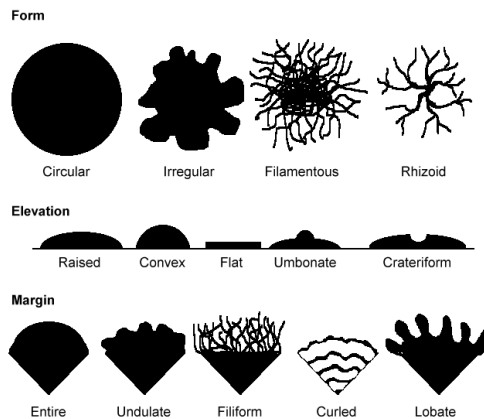 Form
Circular Irregular Filamentous Rhizoid
Elevation
Raised Convex Flat Umbonate Crateriform
Margin
Entire Undulate Filiform Curled Lobate